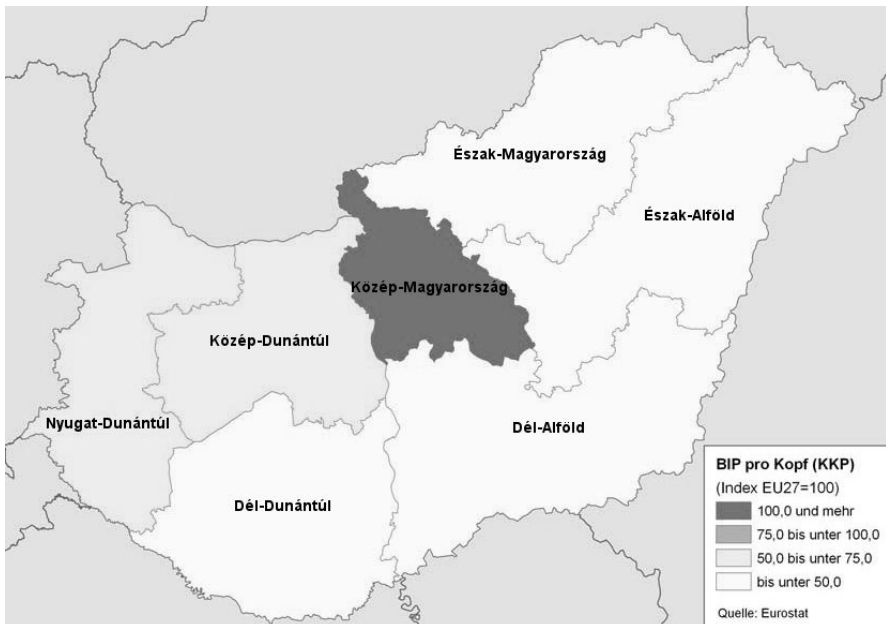 Észak-Magyarország
Észak-Alföld
Közép-Magyarország
Közép-Dunántúl
Nyugat-Dunántúl
Dél-Alföld
Dél-Dunántúl
BIP pro Kopf (KKP)
(Index EU27=100)
100,0 und mehr
75,0 bis unter 100,0
50,0 bis unter 75,0
bis unter 50,0
Quelle: Eurostat